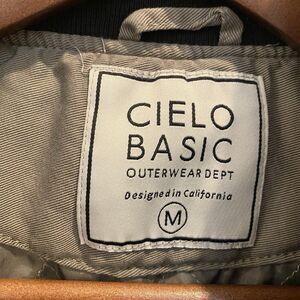 CIELO
BASIC
OUTERWEAR DEPT
Designed in California
M